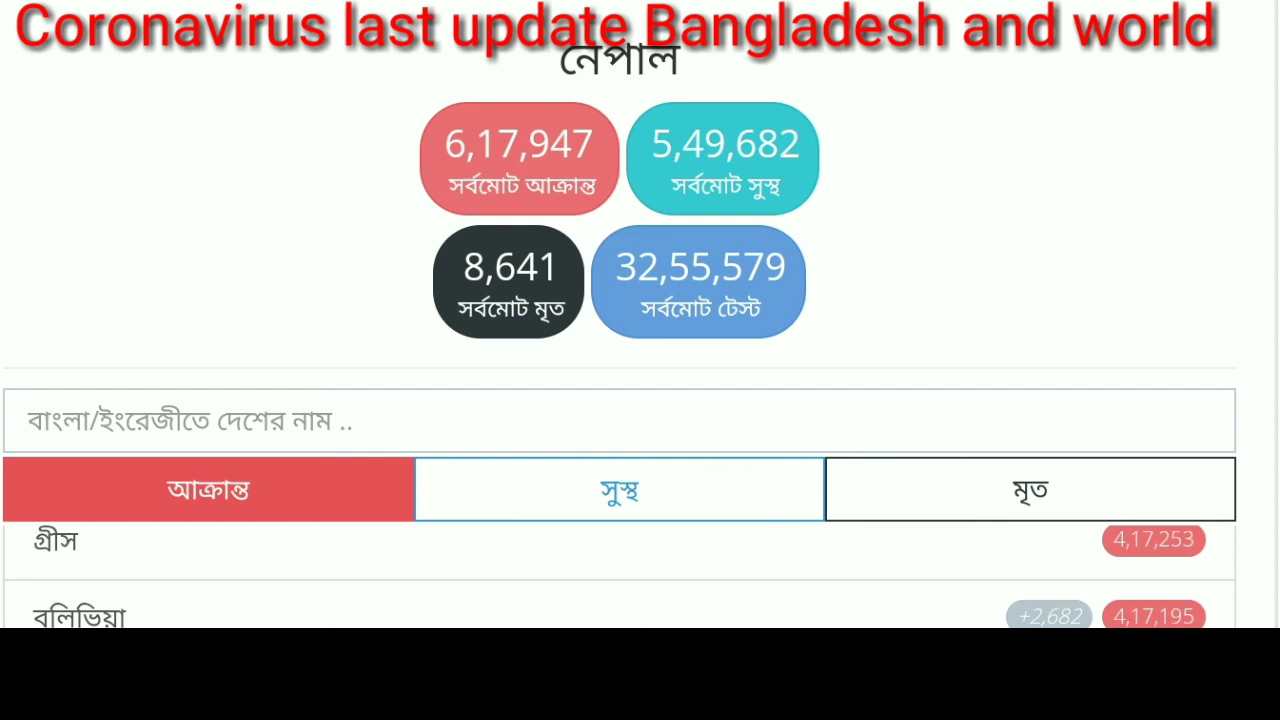 Coronavirus last update Bangladesh and world
নেপাল
6,17,947 5,49,682
সর্বমোট আক্রান্ত সর্বমোট সুস্থ
8,641 32,55,579
সর্বমোট মৃত সর্বমোট টেস্ট
বাংলা/ইংরেজীতে দেশের নাম ..
আক্রান্ত সুস্থ মৃত
গ্রীস 4,17,253
বলিভিয়া +2,682 4,17,195